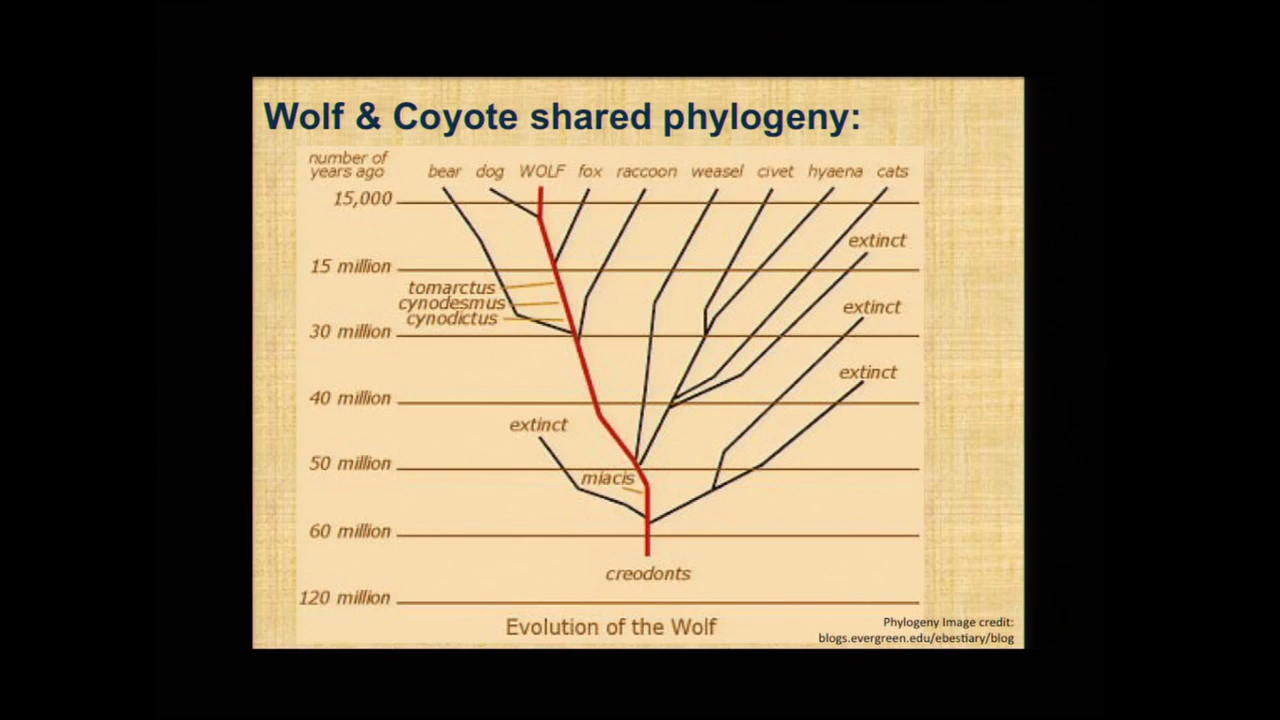 Wolf & Coyote shared phylogeny:
number of
years ago
bear dog WOLF fox raccoon weasel civet hyaena cats
15,000
extinct
15 million
tomarctus
cynodesmus
cynodictus
extinct
30 million
extinct
40 million
extinct
50 million
miacis
60 million
creodonts
120 million
Evolution of the Wolf
Phylogeny Image credit:
blogs.evergreen.edu/ebestiary/blog